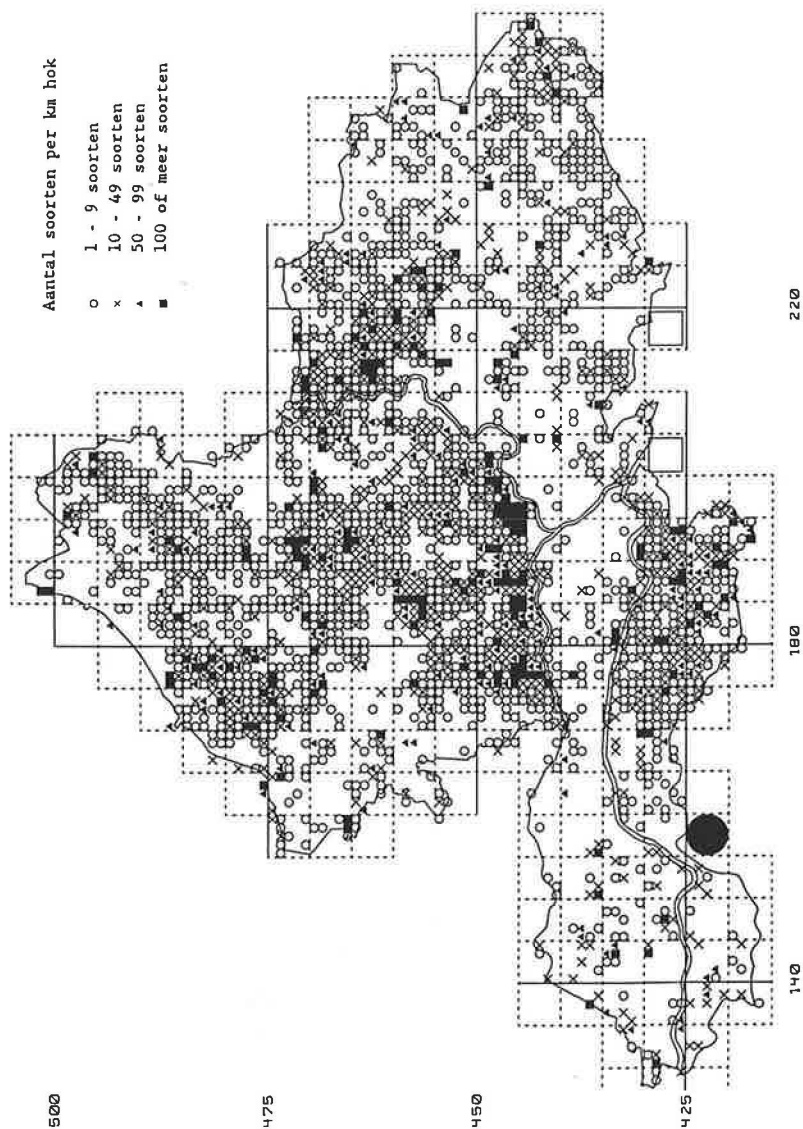 Aantal soorten per km hok
o 1 - 9 soorten
× 10 - 49 soorten
▲ 50 - 99 soorten
■ 100 of meer soorten
500
475
450
425
140
180
220